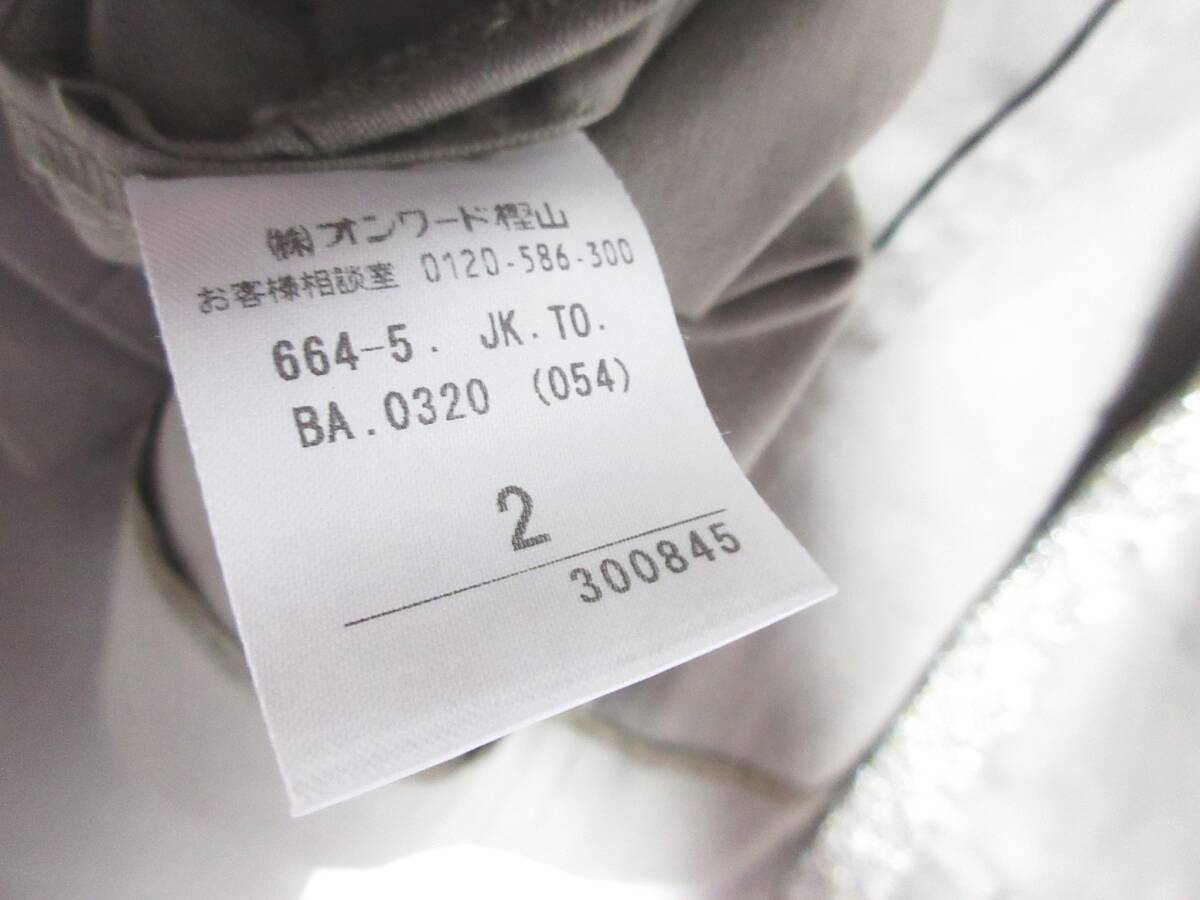 ㈱オンワード樫山
お客様相談室 0120-586-300
664-5. JK.TO.
BA.0320 (054)
2
300845